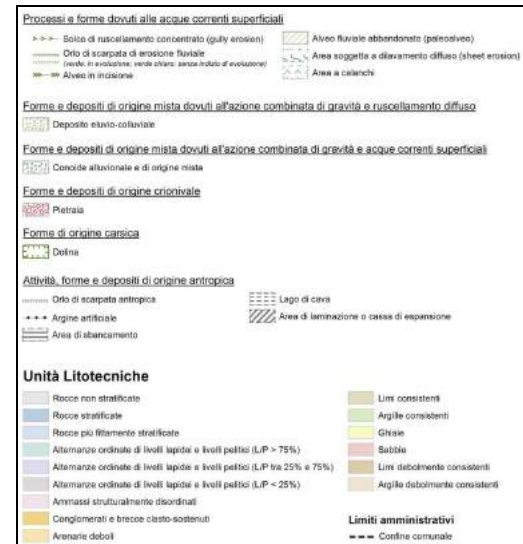 Processi e forme dovuti alle acque correnti superficiali
Solco di ruscellamento concentrato (gully erosion)
Orlo di scarpata di erosione fluviale
(verde: in evoluzione; verde chiaro: senza indizio di evoluzione)
Alveo in incisione
Alveo fluviale abbandonato (paleoalveo)
Area soggetta a dilavamento diffuso (sheet erosion)
Area a calanchi
Forme e depositi di origine mista dovuti all'azione combinata di gravità e ruscellamento diffuso
Deposito eluvio-colluviale
Forme e depositi di origine mista dovuti all'azione combinata di gravità e acque correnti superficiali
Conoide alluvionale e di origine mista
Forme e depositi di origine crionivale
Pietraia
Forme di origine carsica
Dolina
Attività, forme e depositi di origine antropica
Orlo di scarpata antropica
Argine artificiale
Area di sbancamento
Lago di cava
Area di laminazione o cassa di espansione
Unità Litotecniche
Rocce non stratificate
Rocce stratificate
Rocce più fittamente stratificate
Alternanze ordinate di livelli lapidei e livelli pelitici (L/P > 75%)
Alternanze ordinate di livelli lapidei e livelli pelitici (L/P tra 25% e 75%)
Alternanze ordinate di livelli lapidei e livelli pelitici (L/P < 25%)
Ammassi strutturalmente disordinati
Conglomerati e brecce clasto-sostenuti
Arenarie deboli
Limi consistenti
Argille consistenti
Ghiaie
Sabbie
Limi debolmente consistenti
Argille debolmente consistenti
Limiti amministrativi
Confine comunale